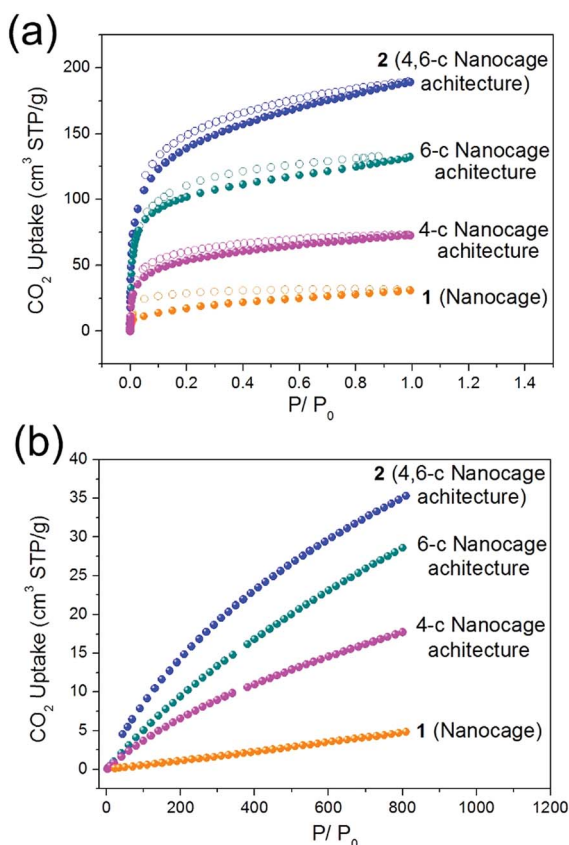 (a)
CO₂ Uptake (cm³ STP/g)
200
150
100
50
0
2 (4,6-c Nanocage
achitecture)
6-c Nanocage
achitecture
4-c Nanocage
achitecture
1 (Nanocage)
0.0 0.2 0.4 0.6 0.8 1.0 1.2 1.4
P/ P₀
(b)
CO₂ Uptake (cm³ STP/g)
40
35
30
25
20
15
10
5
0
2 (4,6-c Nanocage
achitecture)
6-c Nanocage
achitecture
4-c Nanocage
achitecture
1 (Nanocage)
0 200 400 600 800 1000 1200
P/ P₀